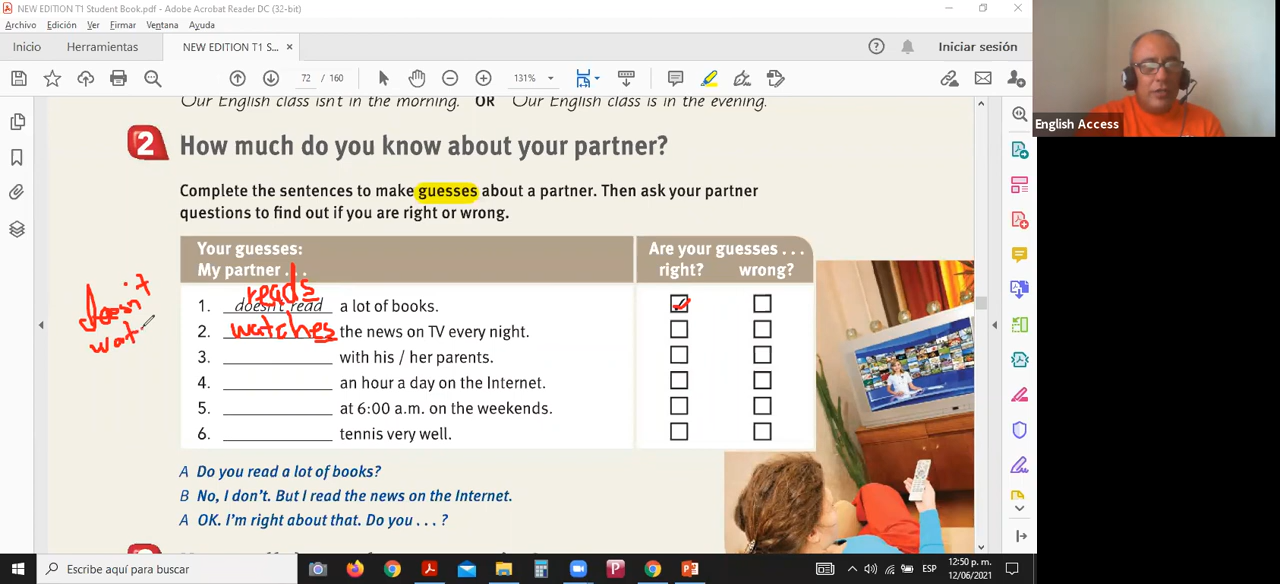 NEW EDITION T1 Student Book.pdf - Adobe Acrobat Reader DC (32-bit)
Archivo Edición Ver Firmar Ventana Ayuda
Inicio Herramientas NEW EDITION T1 S... × Iniciar sesión
72 / 160 131%
Our English class isn't in the morning. OR Our English class is in the evening.
2 How much do you know about your partner?
Complete the sentences to make guesses about a partner. Then ask your partner
questions to find out if you are right or wrong.
Your guesses:
My partner . . .
Are your guesses . . .
right? wrong?
reads
1. doesn't read a lot of books.
2. watches the news on TV every night.
3. with his / her parents.
4. an hour a day on the Internet.
5. at 6:00 a.m. on the weekends.
6. tennis very well.
doesn't
wat
A Do you read a lot of books?
B No, I don't. But I read the news on the Internet.
A OK. I'm right about that. Do you . . . ?
English Access
Escribe aquí para buscar
ESP
12:50 p. m.
12/06/2021